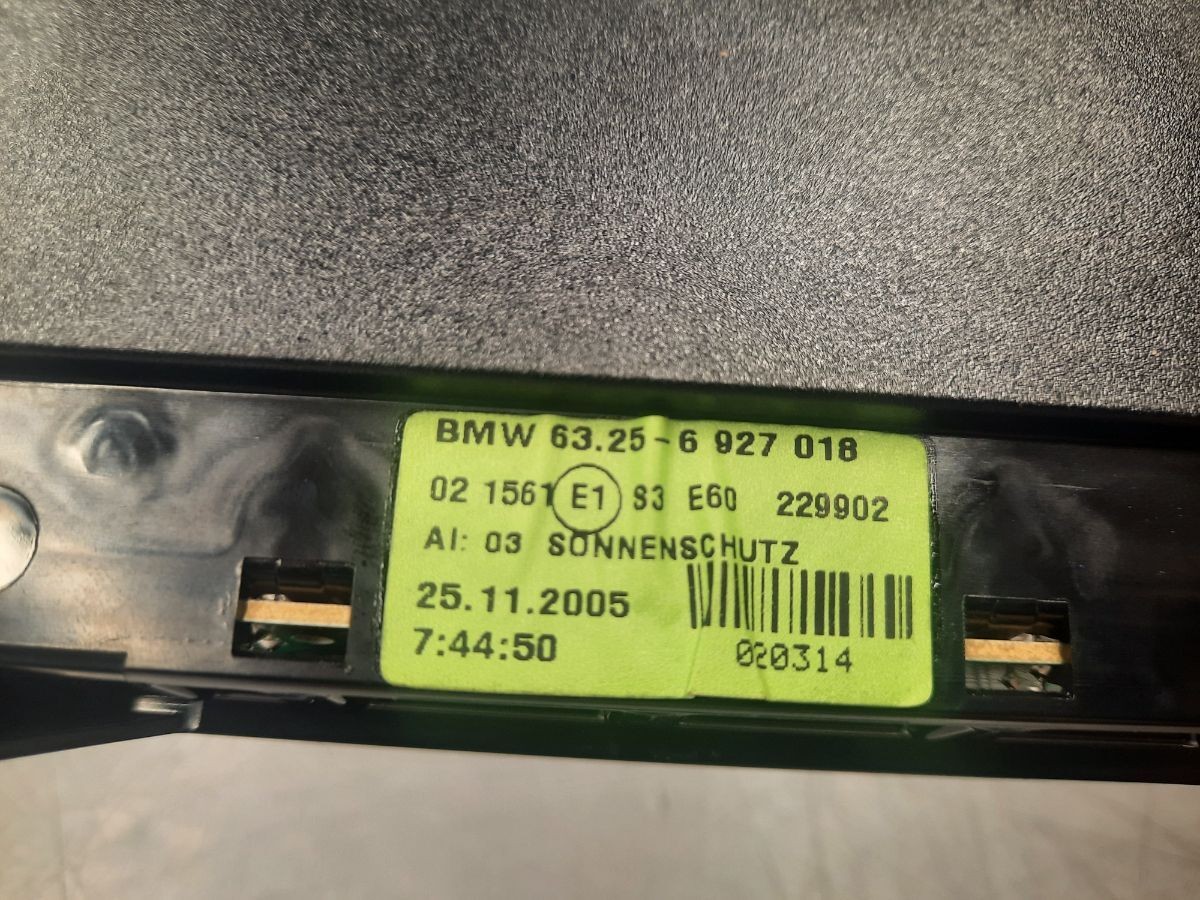 BMW 63.25-6 927 018
02 1561 E1 S3 E60 229902
AI: 03 SONNENSCHUTZ
25.11.2005
7:44:50
020314